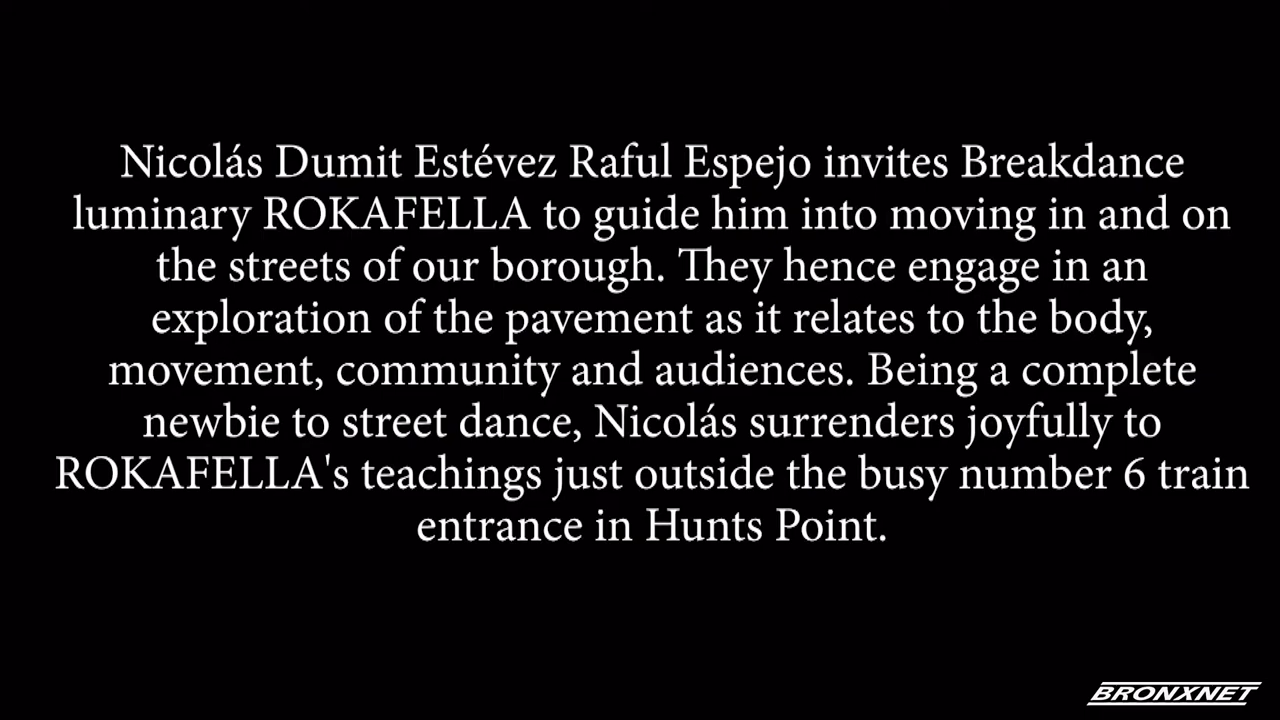 Nicolás Dumit Estévez Raful Espejo invites Breakdance
luminary ROKAFELLA to guide him into moving in and on
the streets of our borough. They hence engage in an
exploration of the pavement as it relates to the body,
movement, community and audiences. Being a complete
newbie to street dance, Nicolás surrenders joyfully to
ROKAFELLA's teachings just outside the busy number 6 train
entrance in Hunts Point.
BRONXNET